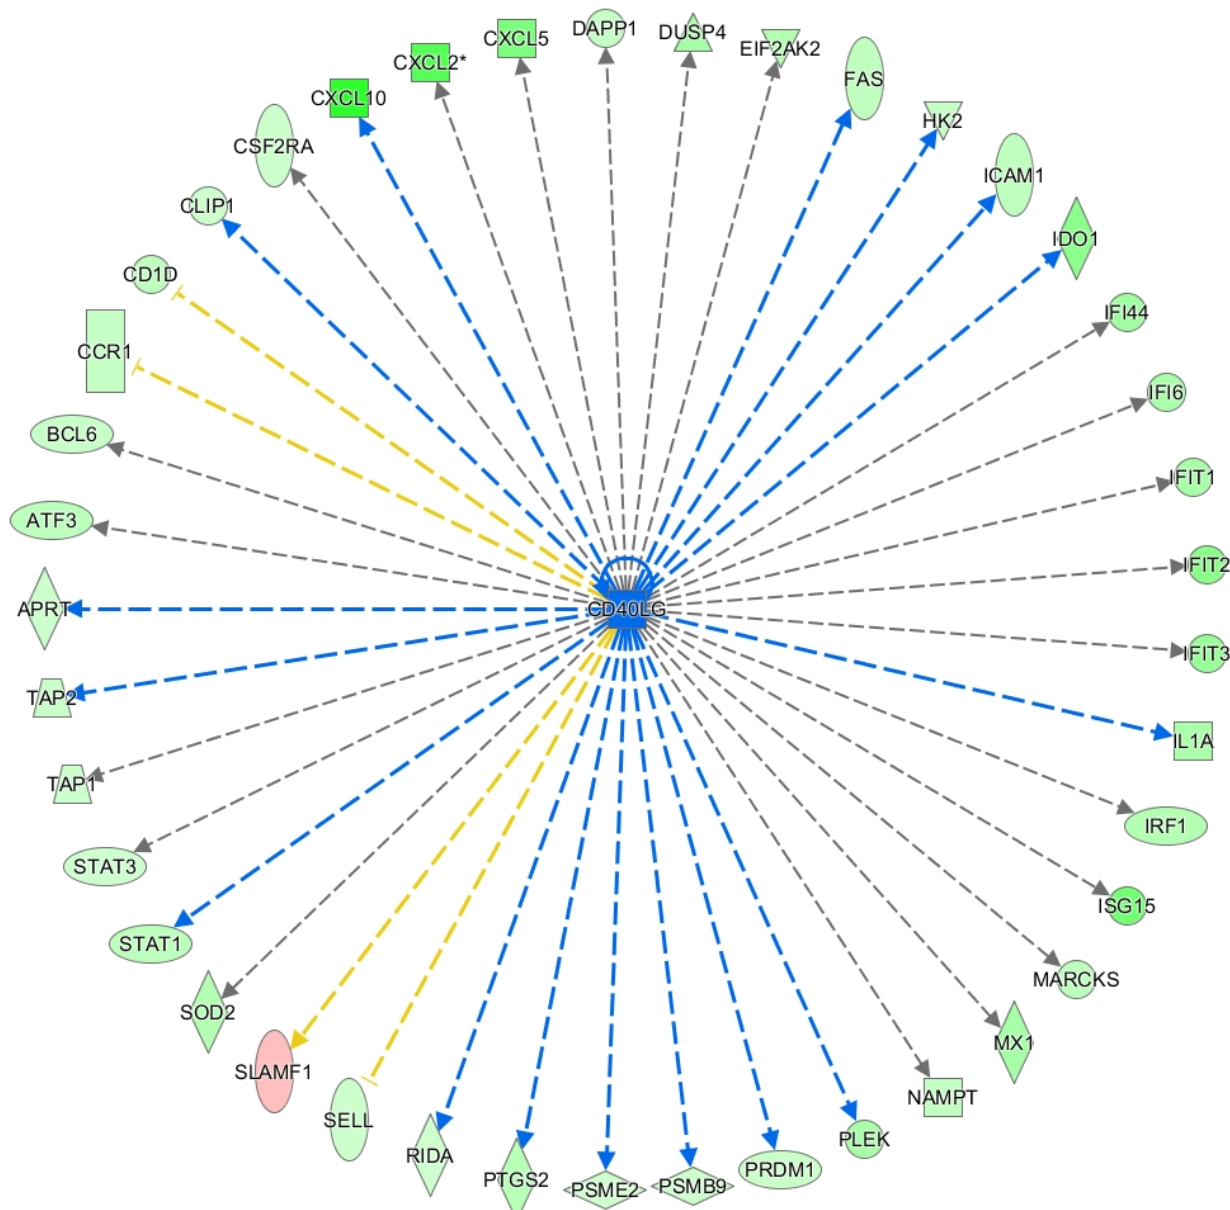 DAPP1
DUSP4
CXCL5
EIF2AK2
CXCL2*
FAS
CXCL10
HK2
CSF2RA
ICAM1
CLIP1
IDO1
CD1D
IFI44
CCR1
IFI6
BCL6
IFIT1
ATF3
IFIT2
APRT
CD40LG
IFIT3
TAP2
IL1A
TAP1
IRF1
STAT3
ISG15
STAT1
MARCKS
SOD2
MX1
SLAMF1
NAMPT
SELL
PLEK
RIDA
PRDM1
PTGS2
PSME2
PSMB9